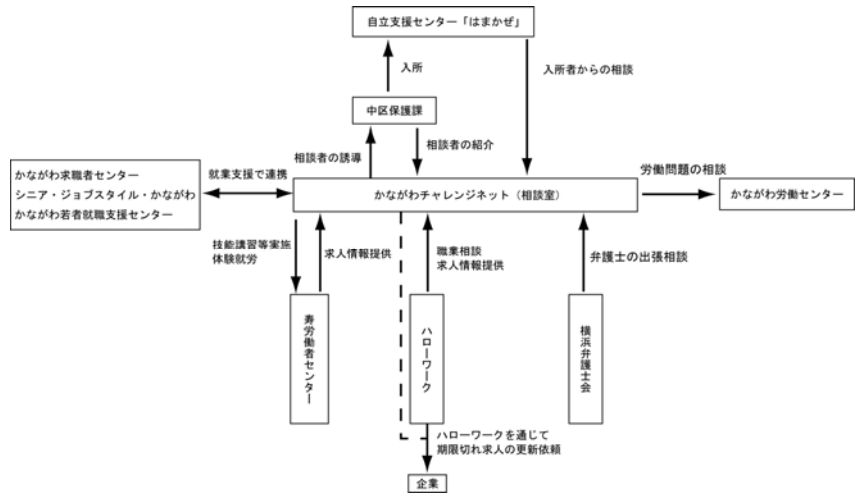 自立支援センター「はまかぜ」
入所
入所者からの相談
中区保護課
相談者の誘導
相談者の紹介
かながわ求職者センター
シニア・ジョブスタイル・かながわ
かながわ若者就職支援センター
就業支援で連携
かながわチャレンジネット（相談室）
労働問題の相談
かながわ労働センター
技能講習等実施
体験就労
求人情報提供
職業相談
求人情報提供
弁護士の出張相談
寿労働者センター
ハローワーク
横浜弁護士会
ハローワークを通じて
期限切れ求人の更新依頼
企業